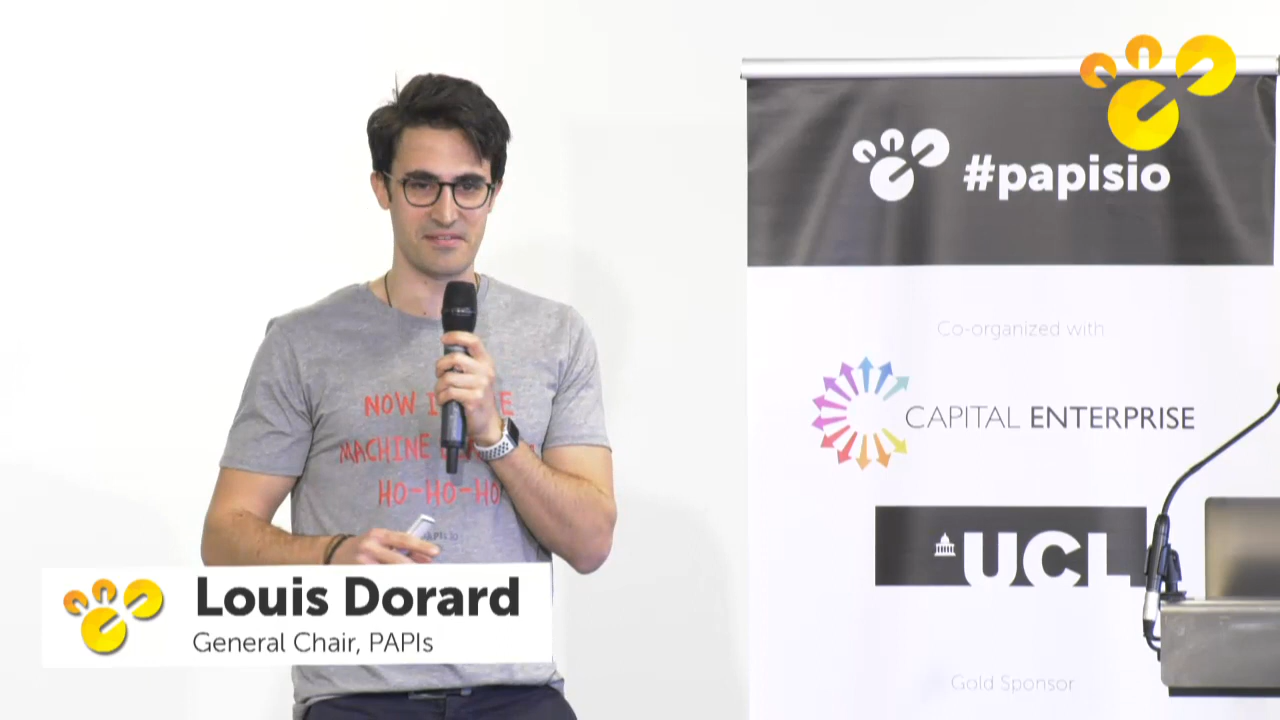 #papisio
Co-organized with
CAPITAL ENTERPRISE
UCL
Gold Sponsor
NOW I
MACHINE
HO-HO-HO
Louis Dorard
General Chair, PAPIs